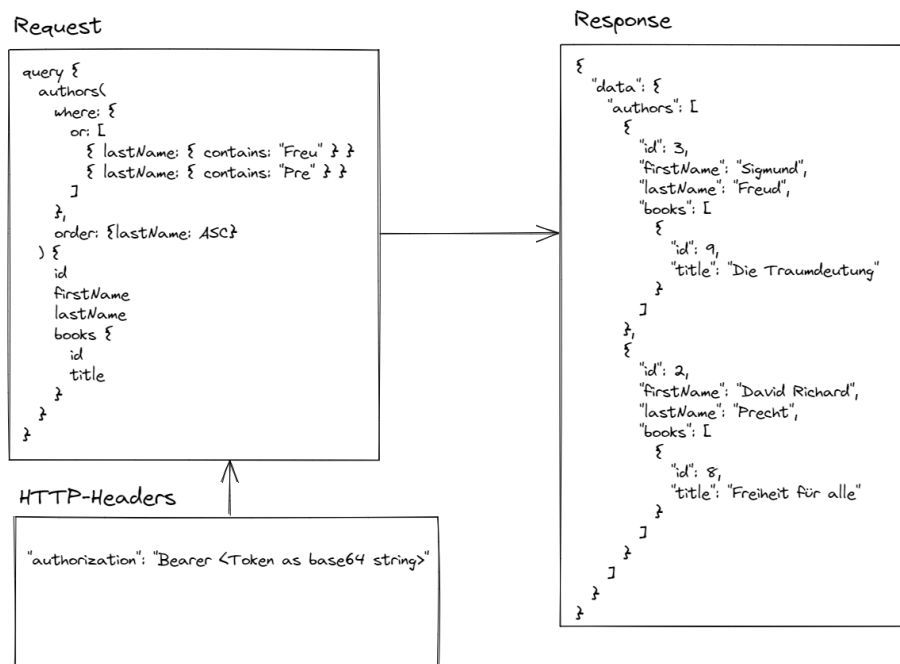 Request
query {
authors(
where: {
or: [
{ lastName: { contains: "Freu" } }
{ lastName: { contains: "Pre" } }
]
},
order: {lastName: ASC}
) {
id
firstName
lastName
books {
id
title
}
}
}
HTTP-Headers
"authorization": "Bearer <Token as base64 string>"
Response
{
"data": {
"authors": [
{
"id": 3,
"firstName": "Sigmund",
"lastName": "Freud",
"books": [
{
"id": 9,
"title": "Die Traumdeutung"
}
]
},
{
"id": 2,
"firstName": "David Richard",
"lastName": "Precht",
"books": [
{
"id": 8,
"title": "Freiheit für alle"
}
]
}
]
}
}